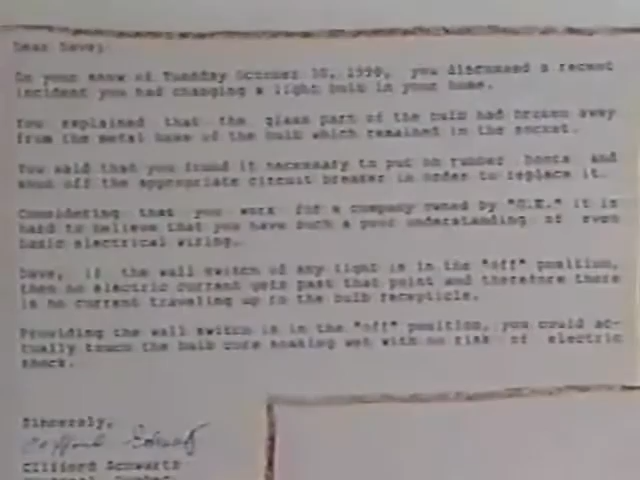 Dear Dave;
On your show of Tuesday October 30, 1990, you discussed a recent
incident you had changing a light bulb in your home.
You explained that the glass part of the bulb had broken away
from the metal base of the bulb which remained in the socket.
You said that you found it necessary to put on rubber boots and
shut off the appropriate circuit breaker in order to replace it.
Considering that you work for a company owned by "G.E." it is
hard to believe that you have such a poor understanding of even
basic electrical wiring.
Dave, if the wall switch of any light is in the "off" position,
then no electric current gets past that point and therefore there
is no current traveling up to the bulb recepticle.
Providing the wall switch is in the "off" position, you could ac-
tually touch the bulb core soaking wet with no risk of electric
shock.
Sincerely,
Clifford Schwartz
Clifford Schwartz